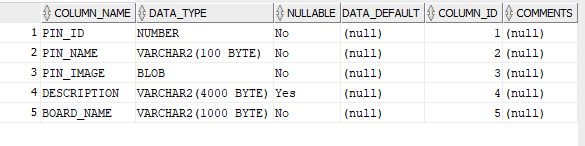 COLUMN_NAME DATA_TYPE NULLABLE DATA_DEFAULT COLUMN_ID COMMENTS
1 PIN_ID NUMBER No (null) 1 (null)
2 PIN_NAME VARCHAR2(100 BYTE) No (null) 2 (null)
3 PIN_IMAGE BLOB No (null) 3 (null)
4 DESCRIPTION VARCHAR2(4000 BYTE) Yes (null) 4 (null)
5 BOARD_NAME VARCHAR2(1000 BYTE) No (null) 5 (null)